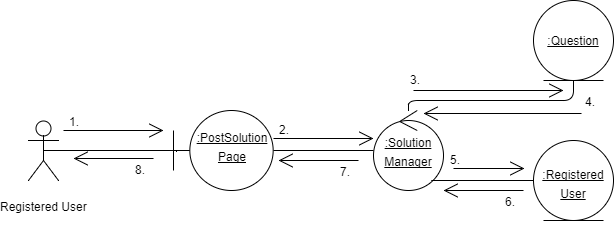 :Question
3.
4.
1.
2.
:PostSolution
Page
:Solution
Manager
5.
:Registered
User
8.
7.
6.
Registered User